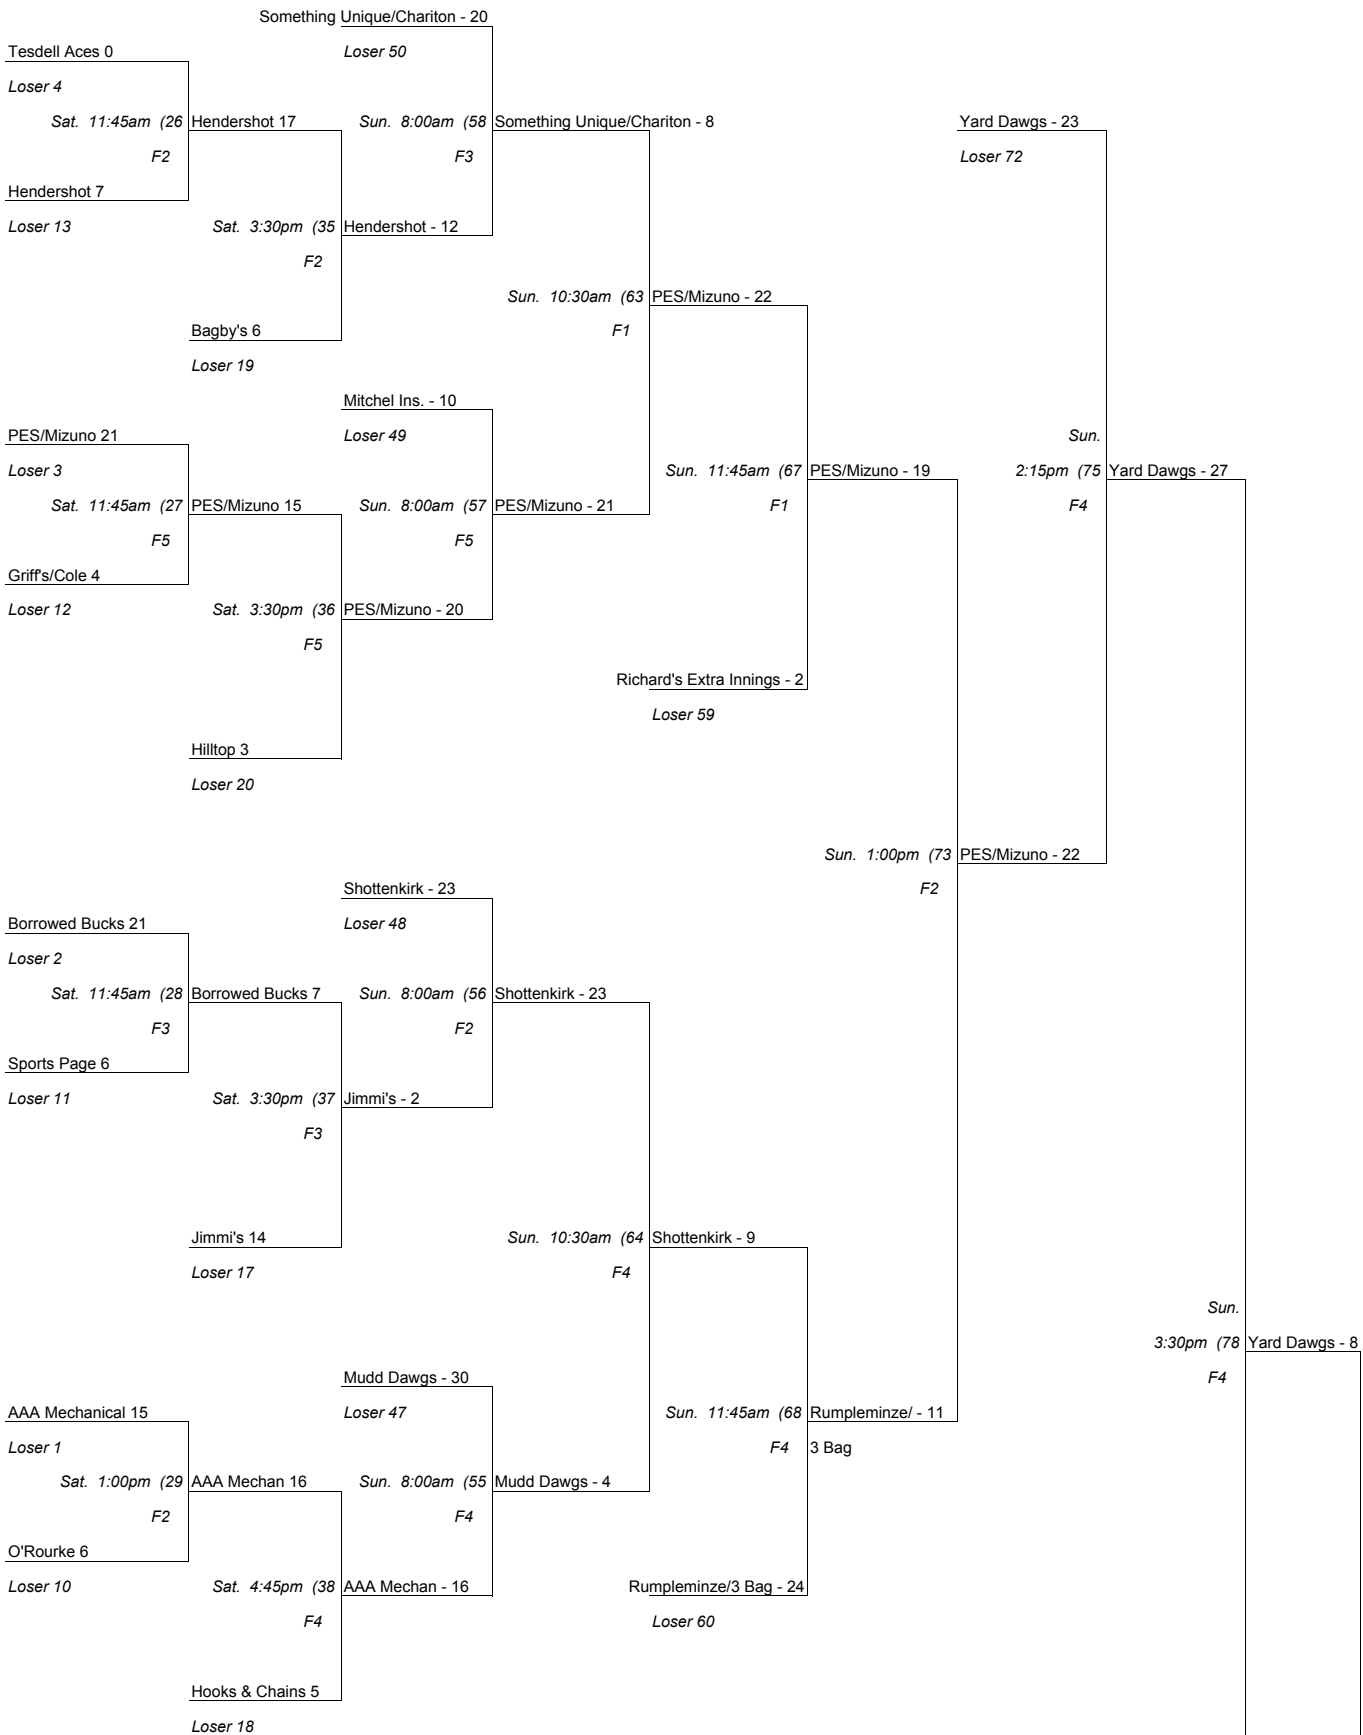 Something Unique/Chariton - 20
Tesdell Aces 0
Loser 50
Loser 4
Sat. 11:45am (26
Hendershot 17
Sun. 8:00am (58
Something Unique/Chariton - 8
Yard Dawgs - 23
F2
F3
Loser 72
Hendershot 7
Loser 13
Sat. 3:30pm (35
Hendershot - 12
F2
Sun. 10:30am (63
PES/Mizuno - 22
Bagby's 6
F1
Loser 19
Mitchel Ins. - 10
PES/Mizuno 21
Loser 49
Sun.
Loser 3
Sun. 11:45am (67
PES/Mizuno - 19
2:15pm (75
Yard Dawgs - 27
Sat. 11:45am (27
PES/Mizuno 15
Sun. 8:00am (57
PES/Mizuno - 21
F1
F4
F5
F5
Griff's/Cole 4
Loser 12
Sat. 3:30pm (36
PES/Mizuno - 20
F5
Richard's Extra Innings - 2
Loser 59
Hilltop 3
Loser 20
Sun. 1:00pm (73
PES/Mizuno - 22
Shottenkirk - 23
F2
Borrowed Bucks 21
Loser 48
Loser 2
Sat. 11:45am (28
Borrowed Bucks 7
Sun. 8:00am (56
Shottenkirk - 23
F3
F2
Sports Page 6
Loser 11
Sat. 3:30pm (37
Jimmi's - 2
F3
Jimmi's 14
Sun. 10:30am (64
Shottenkirk - 9
Loser 17
F4
Sun.
3:30pm (78
Yard Dawgs - 8
Mudd Dawgs - 30
F4
AAA Mechanical 15
Loser 47
Sun. 11:45am (68
Rumpleminze/ - 11
Loser 1
F4
3 Bag
Sat. 1:00pm (29
AAA Mechan 16
Sun. 8:00am (55
Mudd Dawgs - 4
F2
F4
O'Rourke 6
Loser 10
Sat. 4:45pm (38
AAA Mechan - 16
Rumpleminze/3 Bag - 24
F4
Loser 60
Hooks & Chains 5
Loser 18